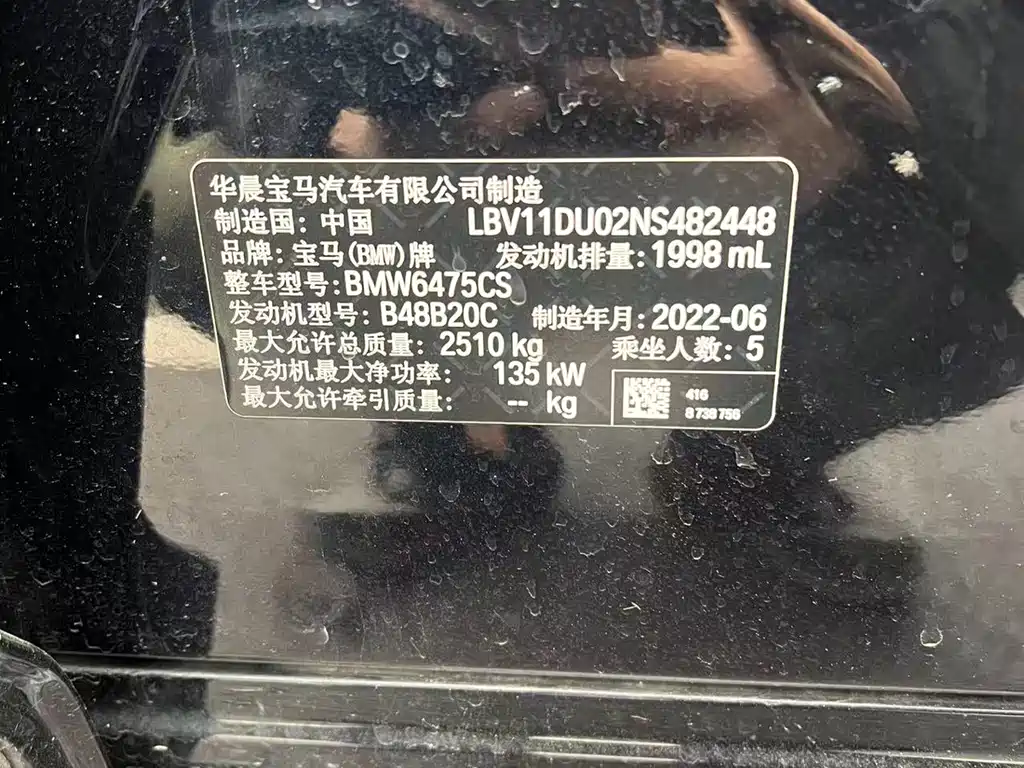 华晨宝马汽车有限公司制造
制造国: 中国 LBV11DU02NS482448
品牌: 宝马(BMW)牌 发动机排量: 1998 mL
整车型号: BMW6475CS
发动机型号: B48B20C 制造年月: 2022-06
最大允许总质量: 2510 kg 乘坐人数: 5
发动机最大净功率: 135 kW
最大允许牵引质量: -- kg
416
8 738 756